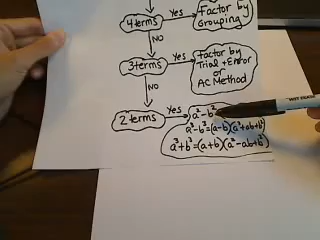 4 terms
Yes
Factor by
Grouping
NO
3 terms
Yes
Factor by
Trial + Error
or
AC Method
NO
2 terms
Yes
a²-b²
a³-b³=(a-b)(a²+ab+b²)
a³+b³=(a+b)(a²-ab+b²)